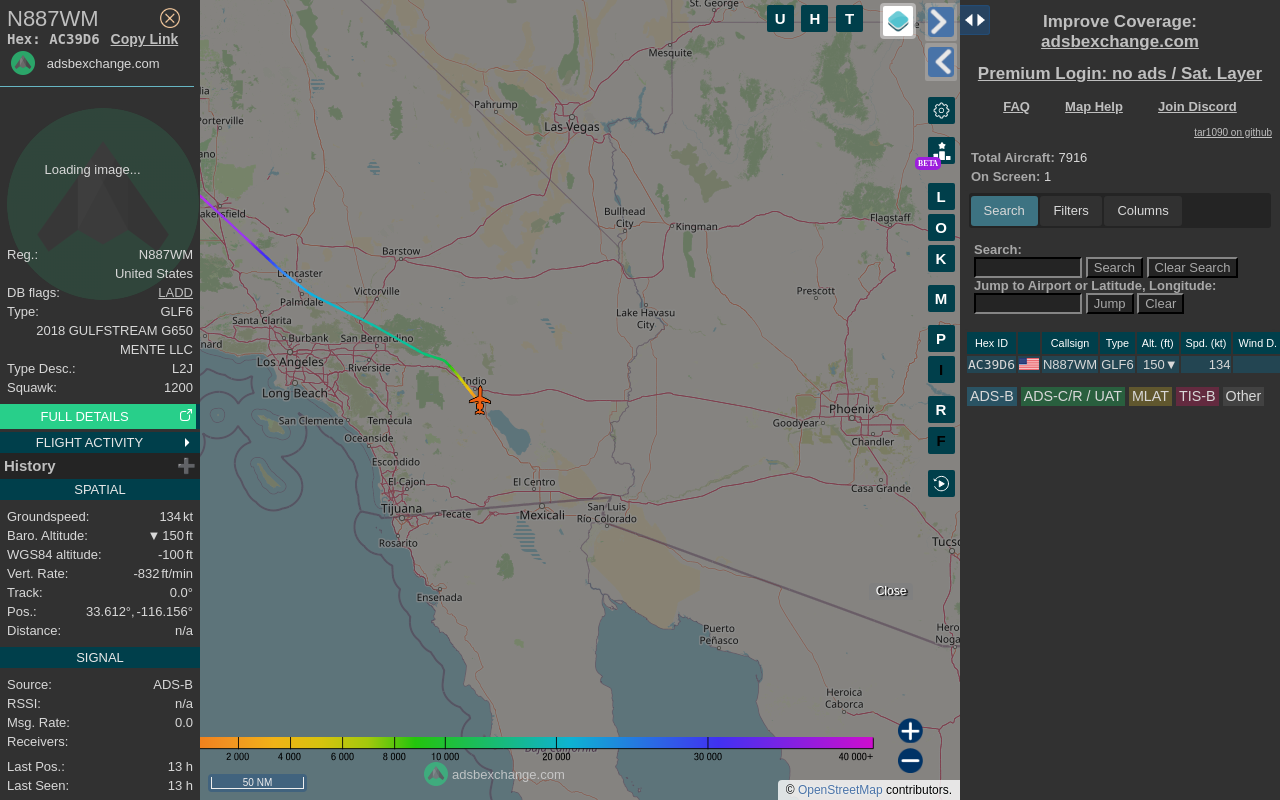 N887WM
Hex: AC39D6 Copy Link
adsbexchange.com
Loading image...
Reg.: N887WM
United States
DB flags: LADD
Type: GLF6
2018 GULFSTREAM G650
MENTE LLC
Type Desc.: L2J
Squawk: 1200
FULL DETAILS
FLIGHT ACTIVITY
History
SPATIAL
Groundspeed: 134 kt
Baro. Altitude: ▼ 150 ft
WGS84 altitude: -100 ft
Vert. Rate: -832 ft/min
Track: 0.0°
Pos.: 33.612°, -116.156°
Distance: n/a
SIGNAL
Source: ADS-B
RSSI: n/a
Msg. Rate: 0.0
Receivers:
Last Pos.: 13 h
Last Seen: 13 h
St. George
Mesquite
Pahrump
Las Vegas
Porterville
Bakersfield
Bullhead
City
Kingman
Flagstaff
Barstow
Lancaster
Palmdale
Victorville
Prescott
Santa Clarita
Lake Havasu
City
Burbank
San Bernardino
Los Angeles
Riverside
Long Beach
Indio
San Clemente
Temecula
Phoenix
Goodyear
Chandler
Oceanside
Escondido
El Cajon
El Centro
Casa Grande
Tijuana
Tecate
Mexicali
San Luis
Río Colorado
Rosarito
Ensenada
Puerto
Peñasco
Heroica
Caborca
Baja California
U H T
L
O
K
M
P
I
R
F
BETA
Close
2 000 4 000 6 000 8 000 10 000 20 000 30 000 40 000+
adsbexchange.com
50 NM
© OpenStreetMap contributors.
Improve Coverage:
adsbexchange.com
Premium Login: no ads / Sat. Layer
FAQ Map Help Join Discord
tar1090 on github
Total Aircraft: 7916
On Screen: 1
Search Filters Columns
Search:
Search Clear Search
Jump to Airport or Latitude, Longitude:
Jump Clear
Hex ID Callsign Type Alt. (ft) Spd. (kt) Wind D.
AC39D6 N887WM GLF6 150▼ 134
ADS-B ADS-C/R / UAT MLAT TIS-B Other